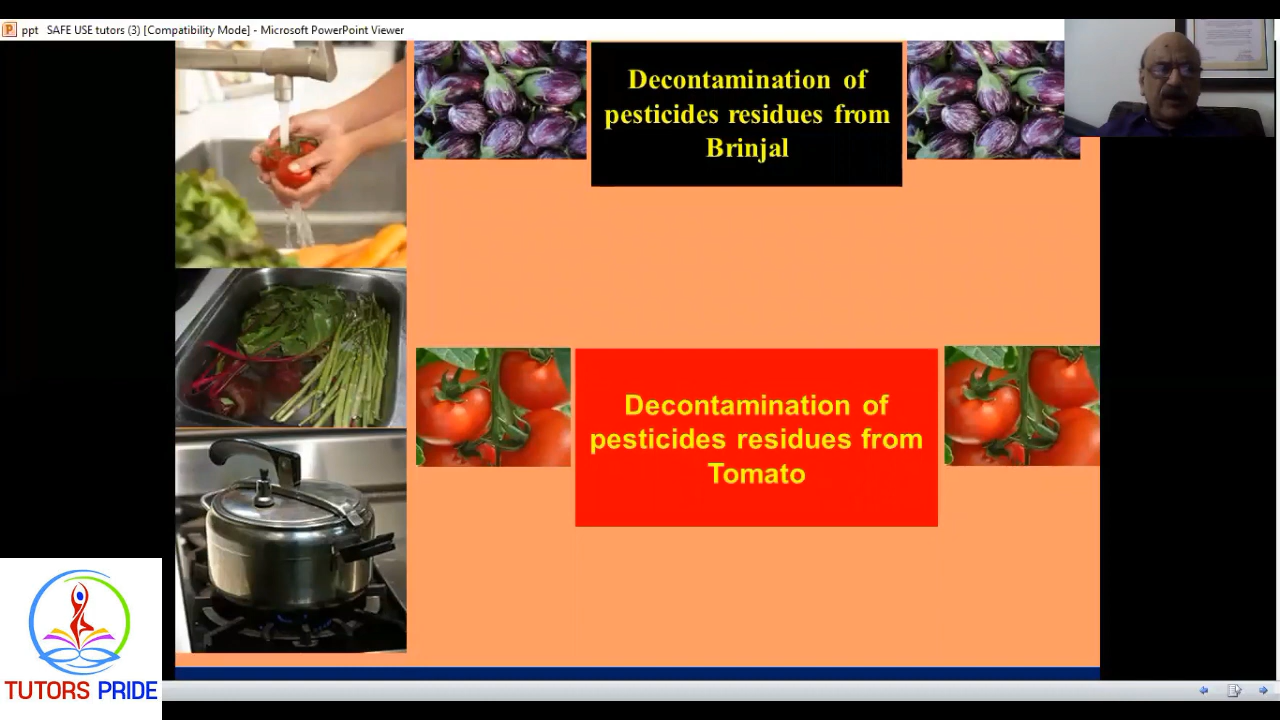 ppt SAFE USE tutors (3) [Compatibility Mode] - Microsoft PowerPoint Viewer
Decontamination of
pesticides residues from
Brinjal
Decontamination of
pesticides residues from
Tomato
TUTORS PRIDE